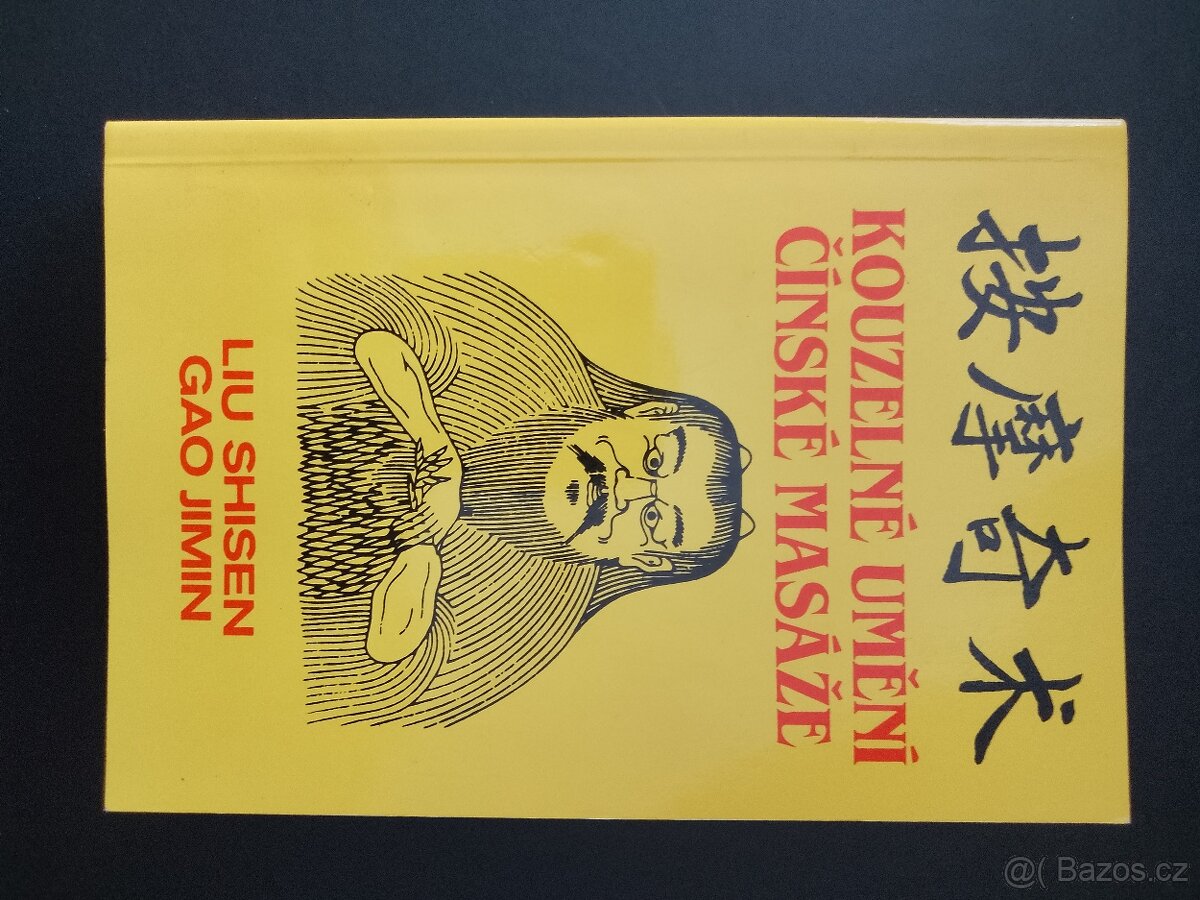 按摩奇术
KOUZELNÉ UMĚNÍ
ČÍNSKÉ MASÁŽE
LIU SHISEN
GAO JIMIN
@( Bazos.cz